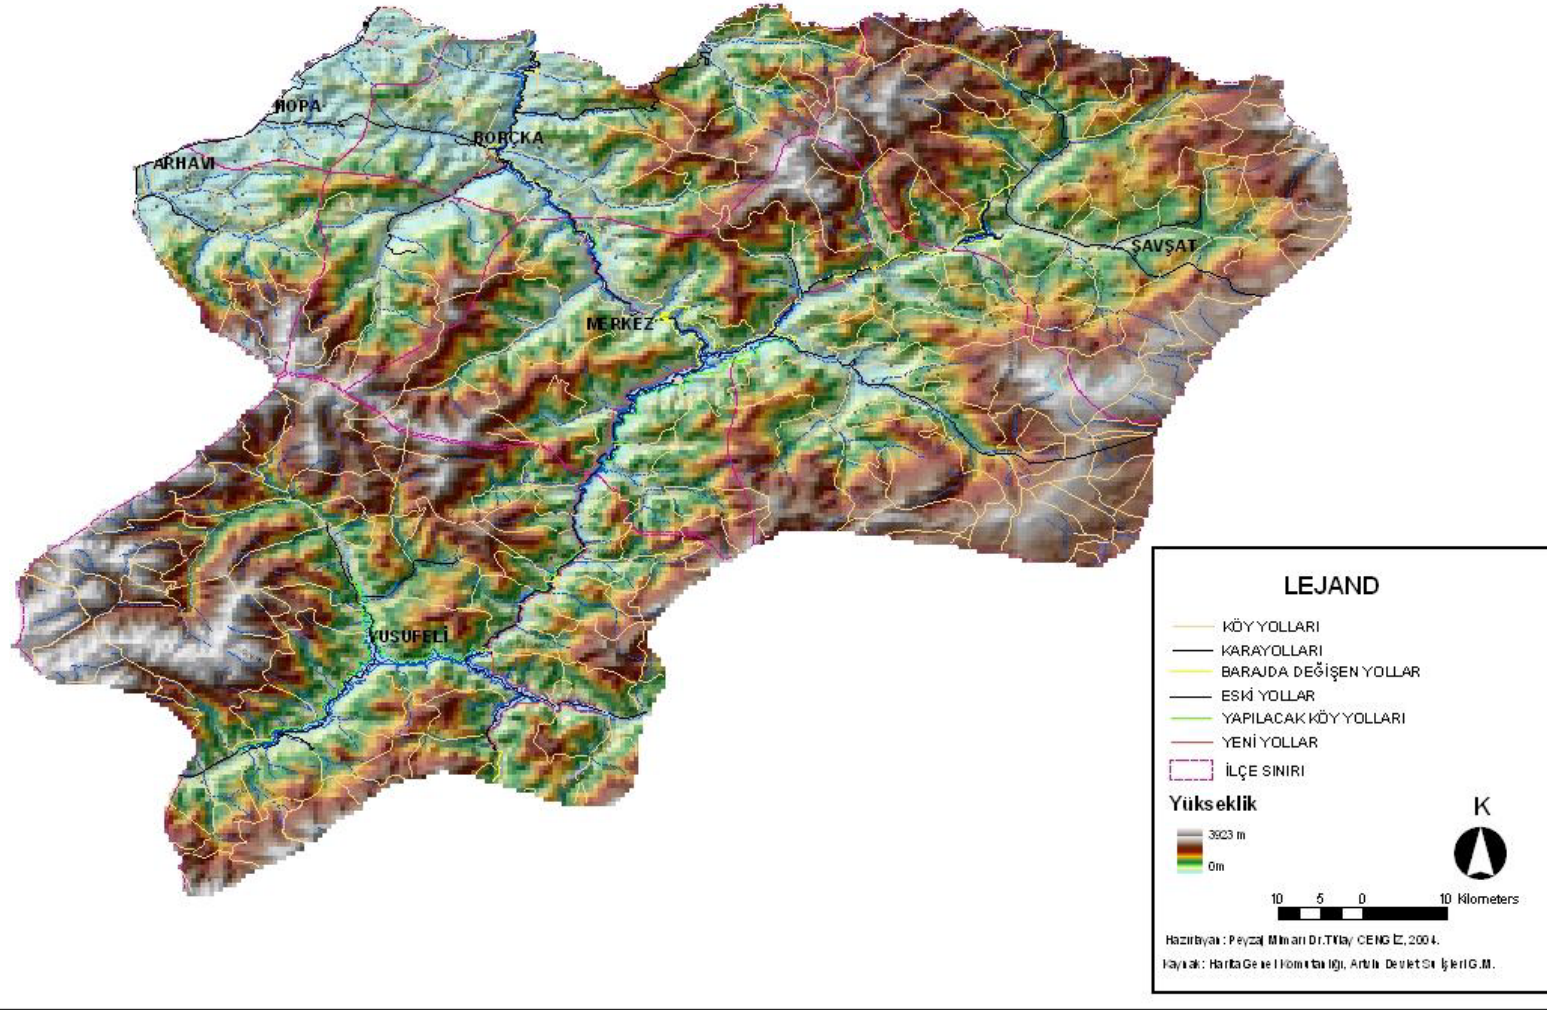 HOPA
BORÇKA
ARHAVI
ŞAVŞAT
MERKEZ
YUSUFELİ
LEJAND
KÖY YOLLARI
KARAYOLLARI
BARAJDA DEĞİŞEN YOLLAR
ESKİ YOLLAR
YAPILACAK KÖY YOLLARI
YENİ YOLLAR
İLÇE SINIRI
Yükseklik
K
3923 m
0m
10 5 0 10 Kilometers
Hazırlayan: Peyzaj Mimarı Dr.Tülay CENGİZ, 2004.
Kaynak: Harita Genel Komutanlığı, Artvin Devlet Su İşleri G.M.